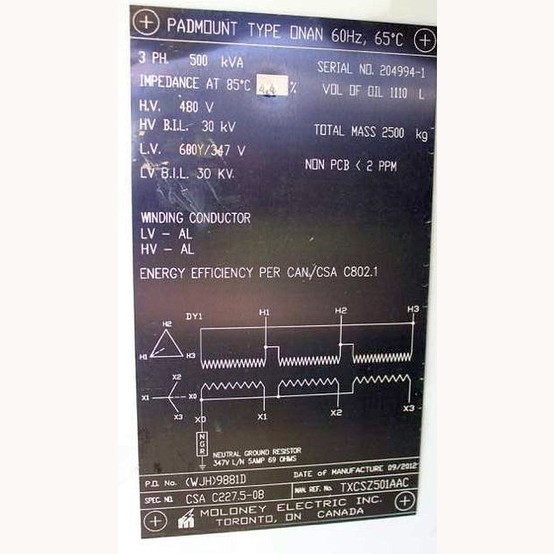 PADMOUNT TYPE ONAN 60Hz, 65°C
3 PH. 500 kVA
SERIAL NO. 204994-1
IMPEDANCE AT 85°C 4.4 %
VOL OF OIL 1110 L
H.V. 480 V
HV B.I.L. 30 kV
TOTAL MASS 2500 kg
L.V. 600Y/347 V
NON PCB < 2 PPM
LV B.I.L. 30 KV
WINDING CONDUCTOR
LV - AL
HV - AL
ENERGY EFFICIENCY PER CAN/CSA C802.1
DY1 H1 H2 H3
H2
H1 H3
X2
X1 X0
X3
X0 X1 X2 X3
NGR
NEUTRAL GROUND RESISTOR
347V L/N 5AMP 69 OHMS
P.O. No. (WJH)9881D
DATE of MANUFACTURE 09/2012
SPEC. NO. CSA C227.5-08
MAN. REF. No. TXCSZ501AAC
MOLONEY ELECTRIC INC.
TORONTO, ON CANADA